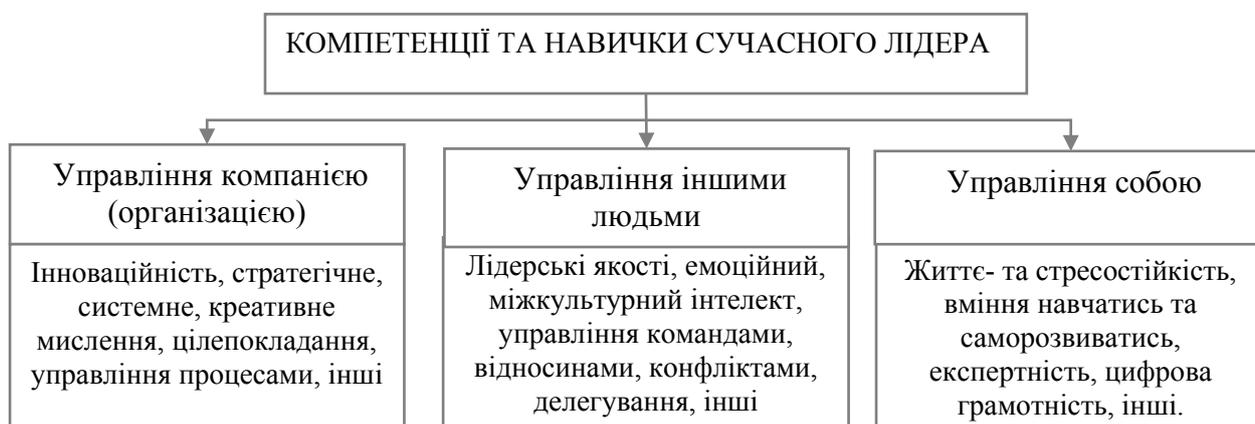 КОМПЕТЕНЦІЇ ТА НАВИЧКИ СУЧАСНОГО ЛІДЕРА
Управління компанією
(організацією)
Інноваційність, стратегічне,
системне, креативне
мислення, цілепокладання,
управління процесами, інші
Управління іншими
людьми
Лідерські якості, емоційний,
міжкультурний інтелект,
управління командами,
відносинами, конфліктами,
делегування, інші
Управління собою
Життє- та стресостійкість,
вміння навчатись та
саморозвиватись,
експертність, цифрова
грамотність, інші.